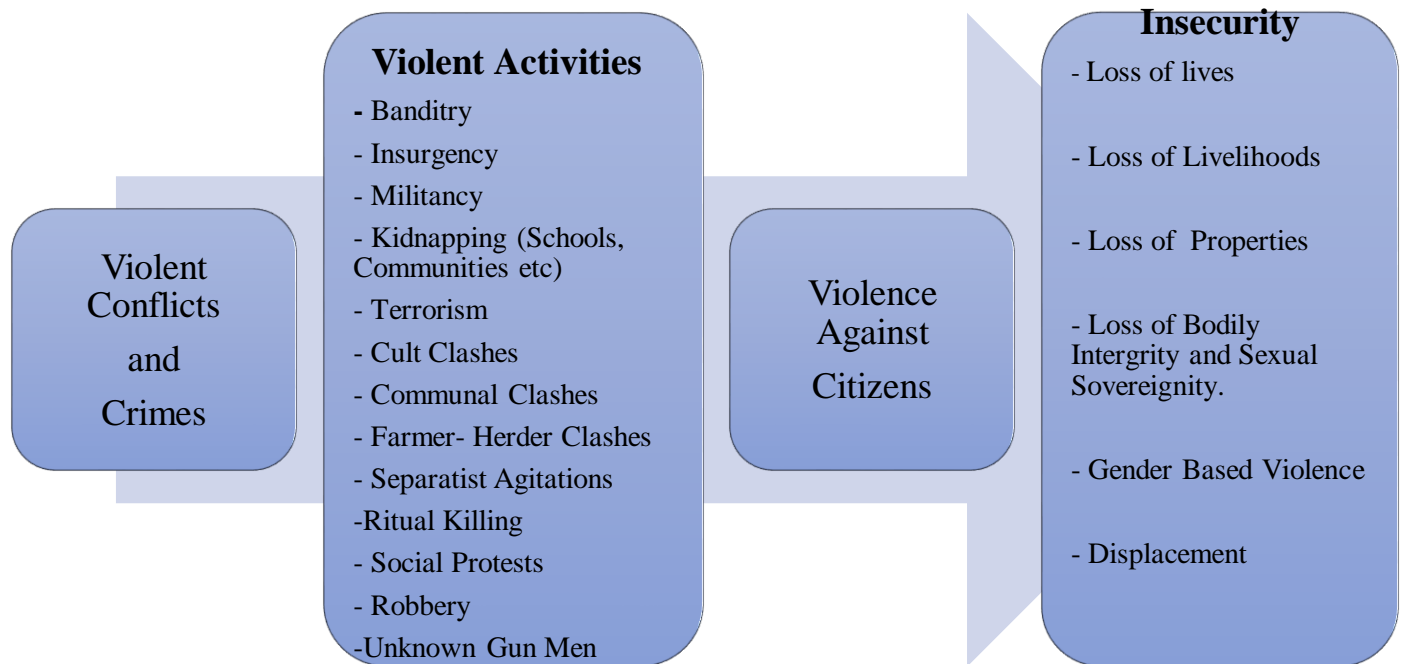 Violent
Conflicts
and
Crimes
Violent Activities
- Banditry
- Insurgency
- Militancy
- Kidnapping (Schools,
Communities etc)
- Terrorism
- Cult Clashes
- Communal Clashes
- Farmer- Herder Clashes
- Separatist Agitations
-Ritual Killing
- Social Protests
- Robbery
-Unknown Gun Men
Violence
Against
Citizens
Insecurity
- Loss of lives
- Loss of Livelihoods
- Loss of Properties
- Loss of Bodily
Intergrity and Sexual
Sovereignity.
- Gender Based Violence
- Displacement